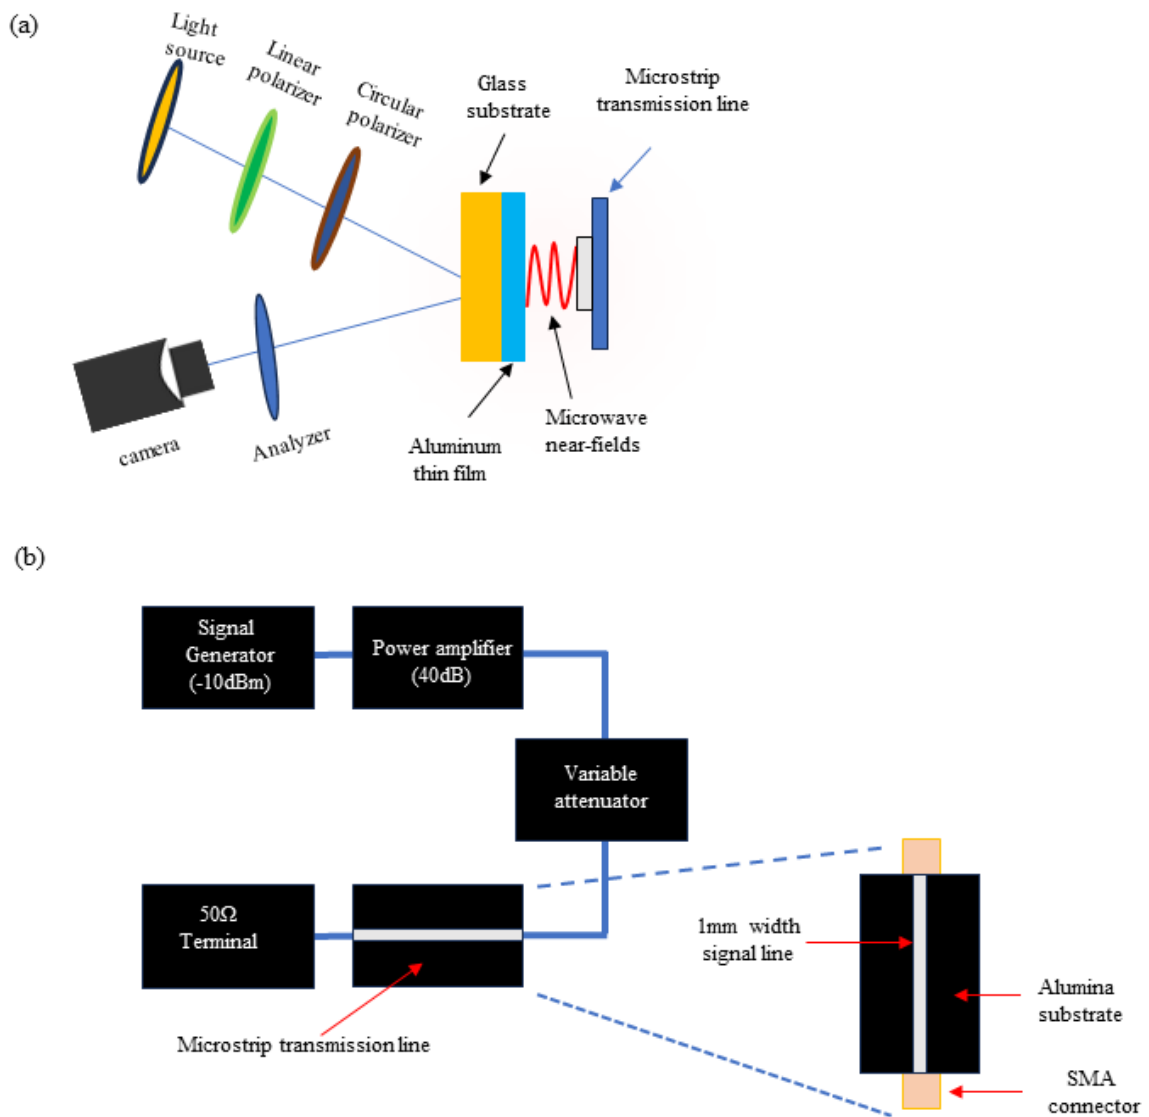 (a)
Light
source
Linear
polarizer
Circular
polarizer
Glass
substrate
Microstrip
transmission line
camera
Analyzer
Aluminum
thin film
Microwave
near-fields
(b)
Signal
Generator
(-10dBm)
Power amplifier
(40dB)
Variable
attenuator
50Ω
Terminal
Microstrip transmission line
1mm width
signal line
Alumina
substrate
SMA
connector